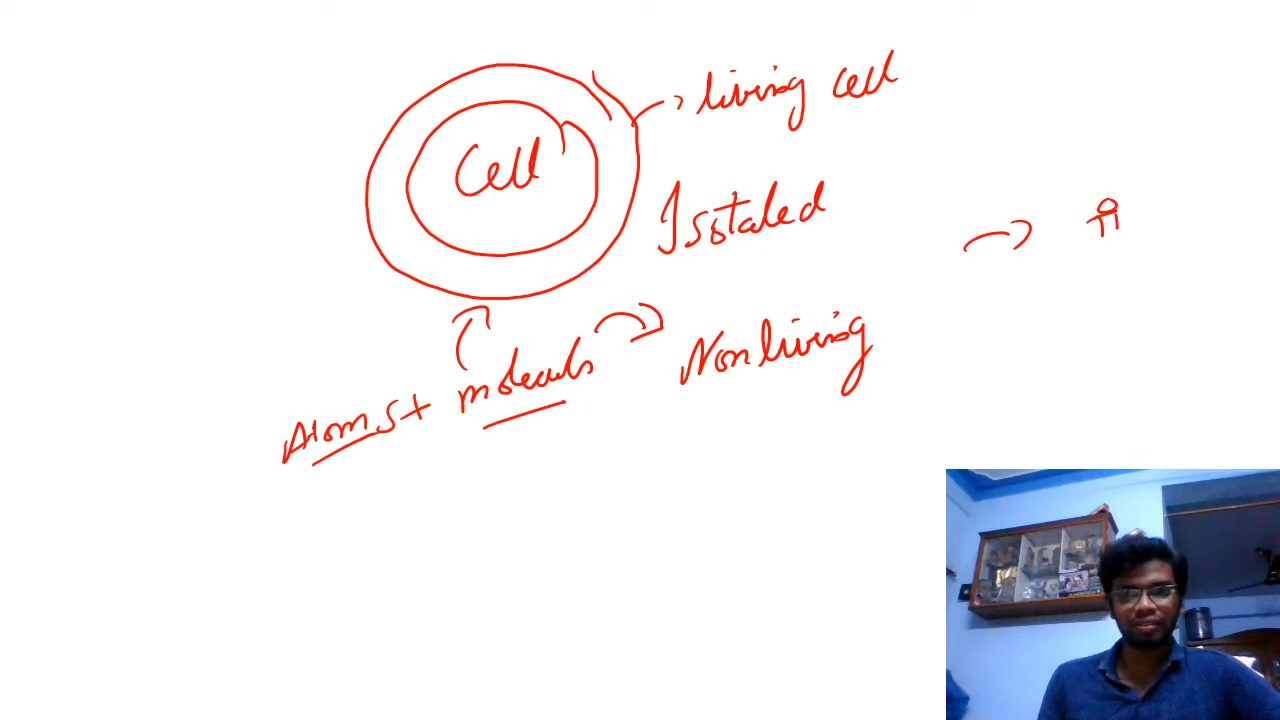 living cell
Cell
Isolated
Nonliving
Atoms + molecules